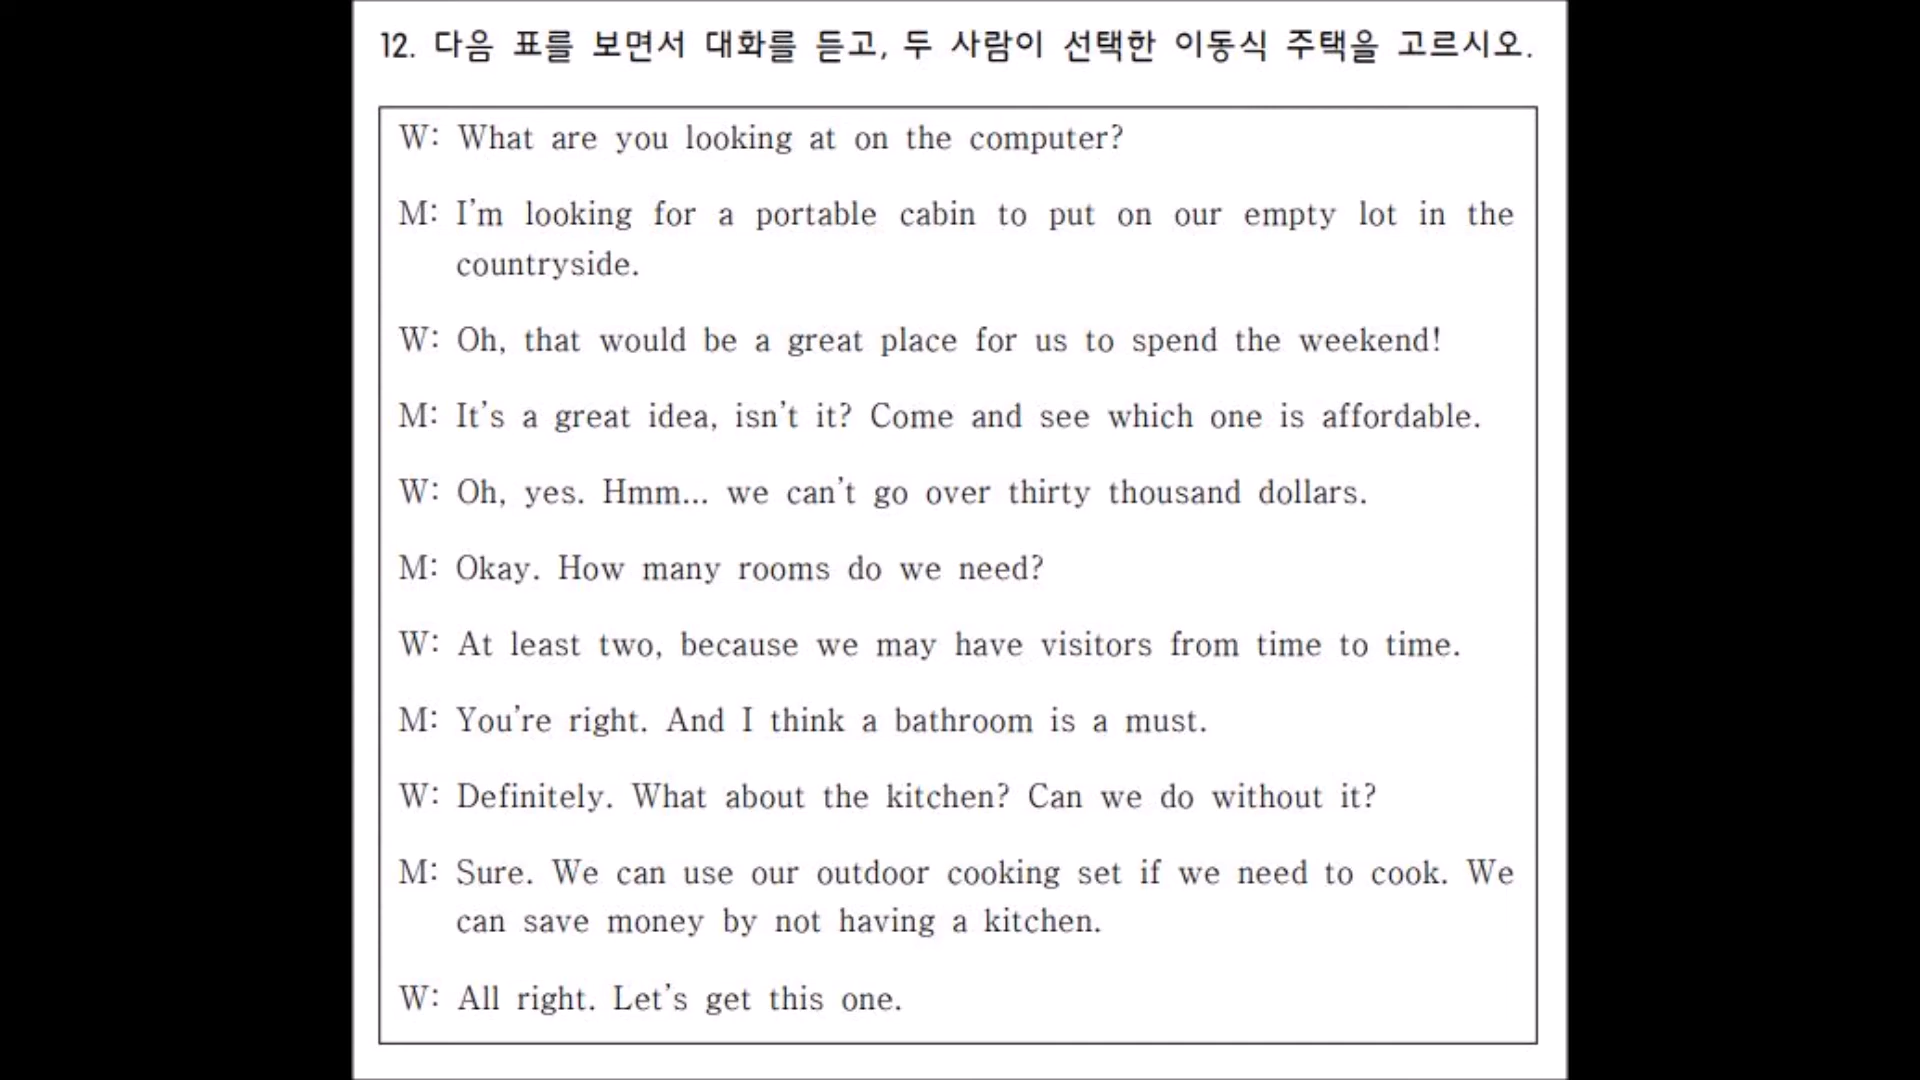 12. 다음 표를 보면서 대화를 듣고, 두 사람이 선택한 이동식 주택을 고르시오.
W: What are you looking at on the computer?
M: I'm looking for a portable cabin to put on our empty lot in the
countryside.
W: Oh, that would be a great place for us to spend the weekend!
M: It's a great idea, isn't it? Come and see which one is affordable.
W: Oh, yes. Hmm... we can't go over thirty thousand dollars.
M: Okay. How many rooms do we need?
W: At least two, because we may have visitors from time to time.
M: You're right. And I think a bathroom is a must.
W: Definitely. What about the kitchen? Can we do without it?
M: Sure. We can use our outdoor cooking set if we need to cook. We
can save money by not having a kitchen.
W: All right. Let's get this one.